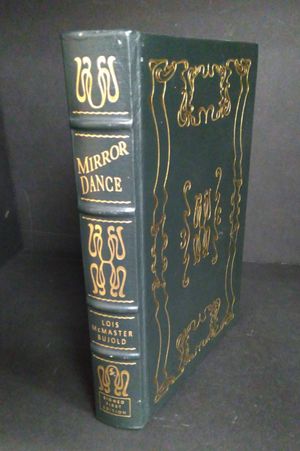 MIRROR
DANCE
LOIS
McMASTER
BUJOLD
SIGNED
FIRST
EDITION